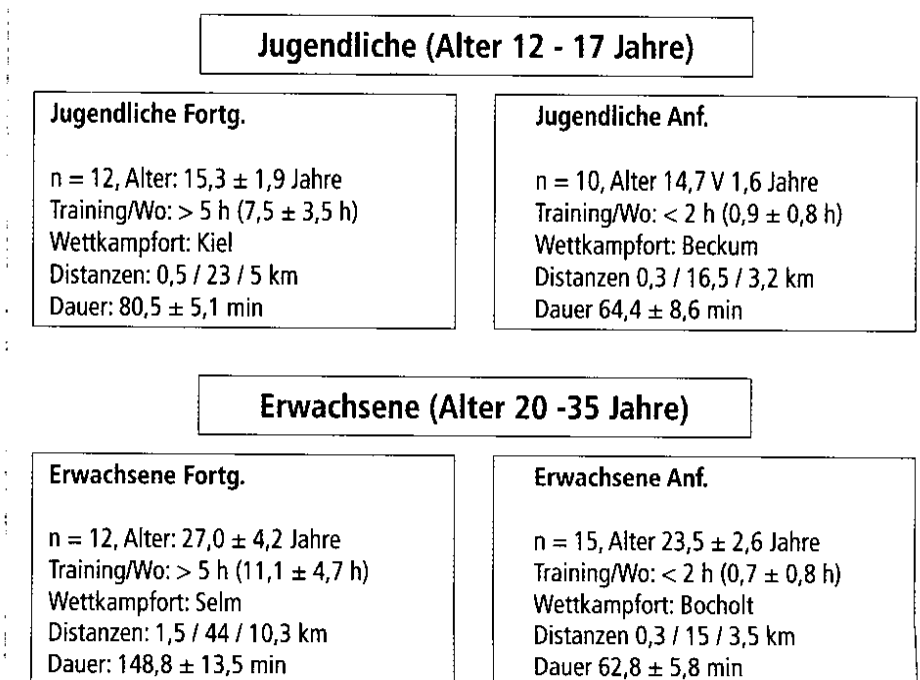 Jugendliche (Alter 12 - 17 Jahre)
Jugendliche Fortg.
n = 12, Alter: 15,3 ± 1,9 Jahre
Training/Wo: > 5 h (7,5 ± 3,5 h)
Wettkampfort: Kiel
Distanzen: 0,5 / 23 / 5 km
Dauer: 80,5 ± 5,1 min
Jugendliche Anf.
n = 10, Alter 14,7 V 1,6 Jahre
Training/Wo: < 2 h (0,9 ± 0,8 h)
Wettkampfort: Beckum
Distanzen 0,3 / 16,5 / 3,2 km
Dauer 64,4 ± 8,6 min
Erwachsene (Alter 20 -35 Jahre)
Erwachsene Fortg.
n = 12, Alter: 27,0 ± 4,2 Jahre
Training/Wo: > 5 h (11,1 ± 4,7 h)
Wettkampfort: Selm
Distanzen: 1,5 / 44 / 10,3 km
Dauer: 148,8 ± 13,5 min
Erwachsene Anf.
n = 15, Alter 23,5 ± 2,6 Jahre
Training/Wo: < 2 h (0,7 ± 0,8 h)
Wettkampfort: Bocholt
Distanzen 0,3 / 15 / 3,5 km
Dauer 62,8 ± 5,8 min